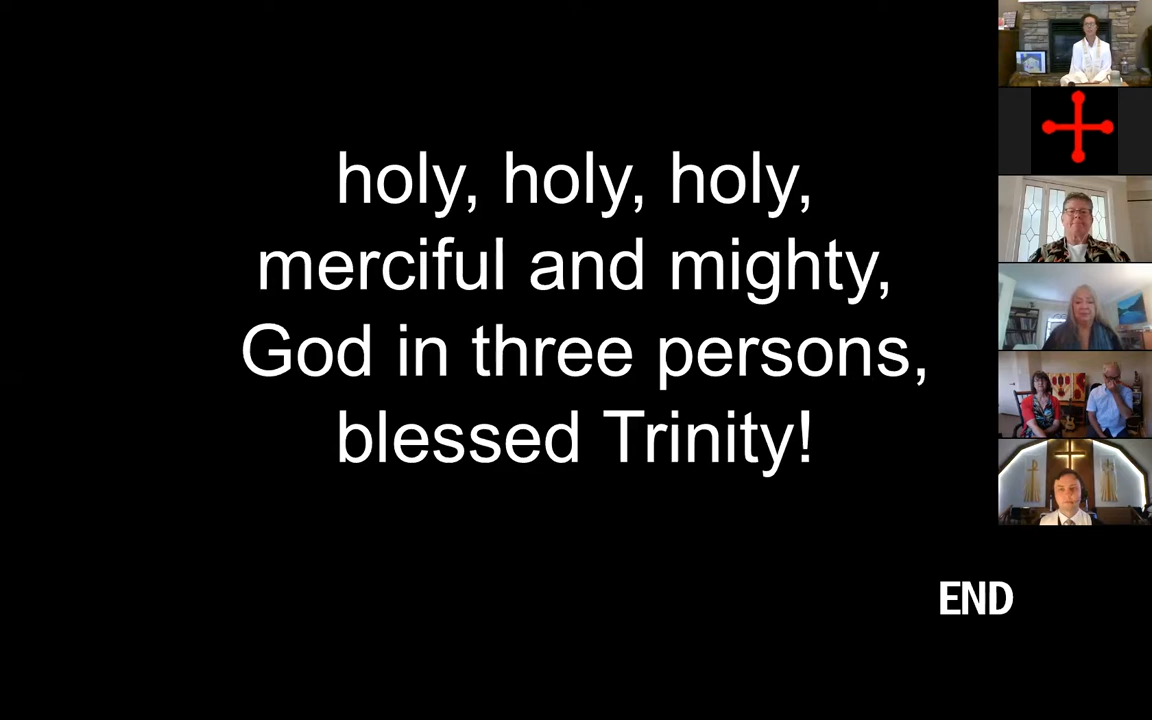 holy, holy, holy,
merciful and mighty,
God in three persons,
blessed Trinity!
END